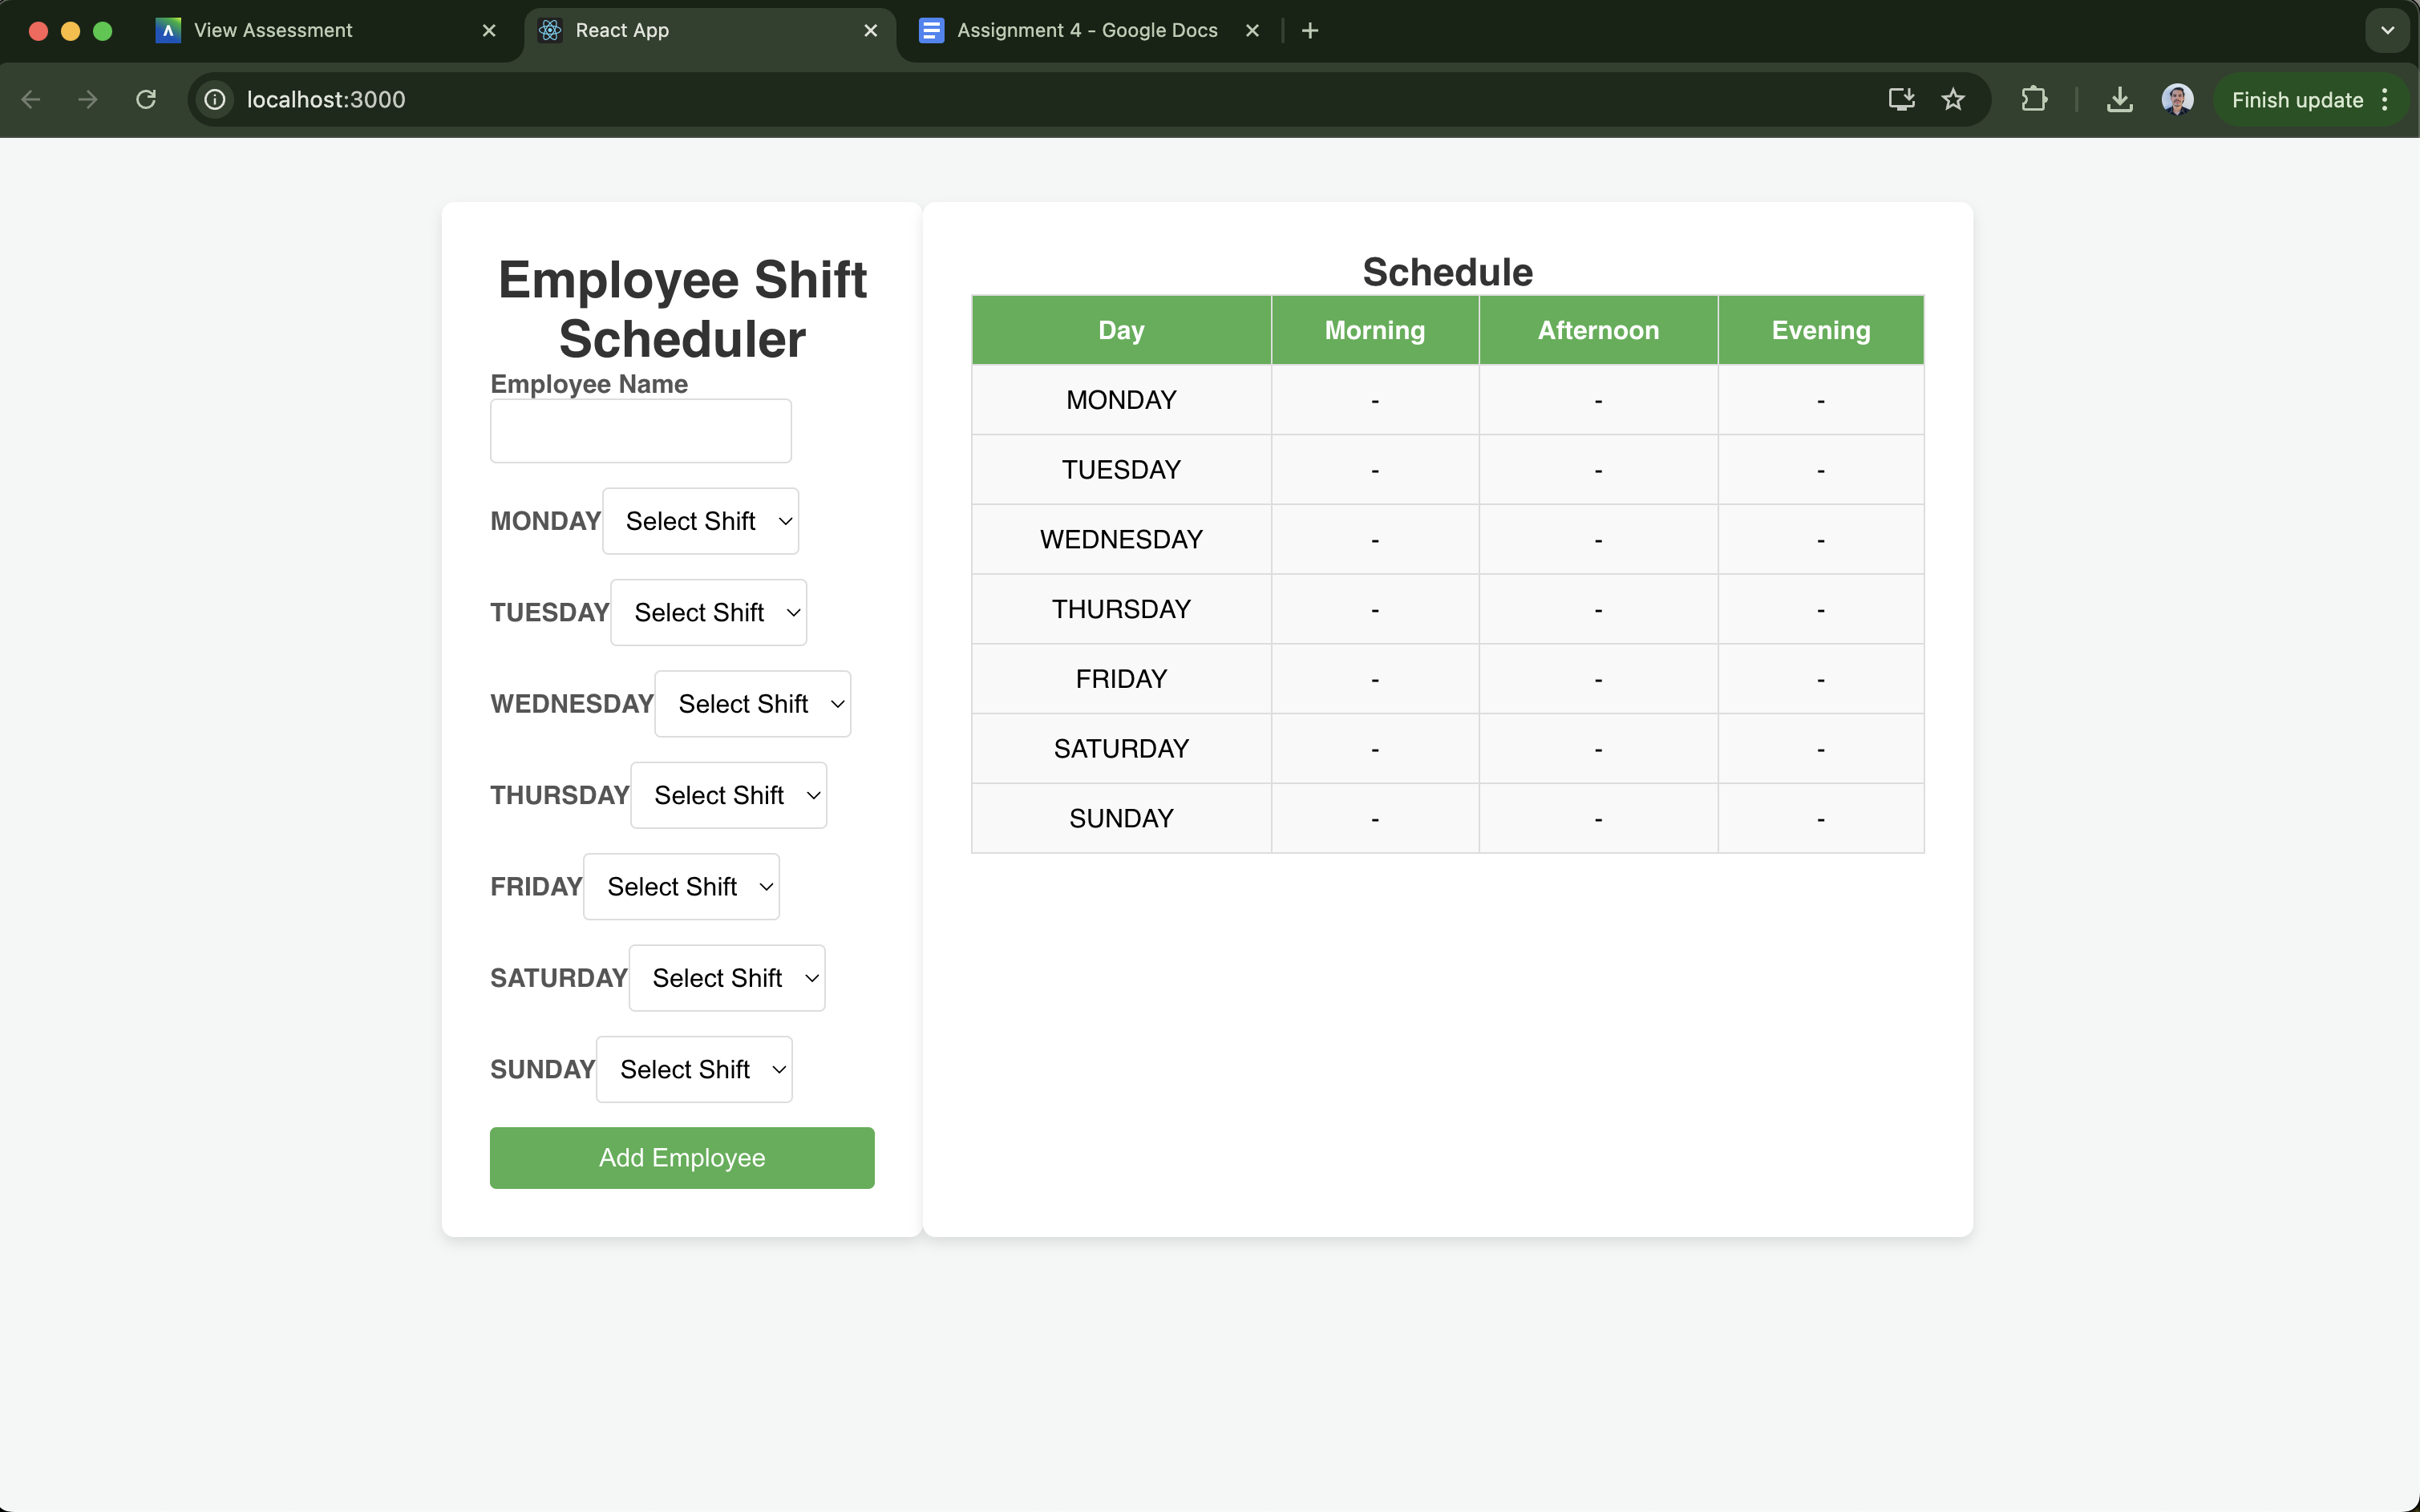 View Assessment
React App
Assignment 4 - Google Docs
localhost:3000
Finish update
Employee Shift
Scheduler
Employee Name
MONDAY Select Shift
TUESDAY Select Shift
WEDNESDAY Select Shift
THURSDAY Select Shift
FRIDAY Select Shift
SATURDAY Select Shift
SUNDAY Select Shift
Add Employee
Schedule
Day Morning Afternoon Evening
MONDAY - - -
TUESDAY - - -
WEDNESDAY - - -
THURSDAY - - -
FRIDAY - - -
SATURDAY - - -
SUNDAY - - -